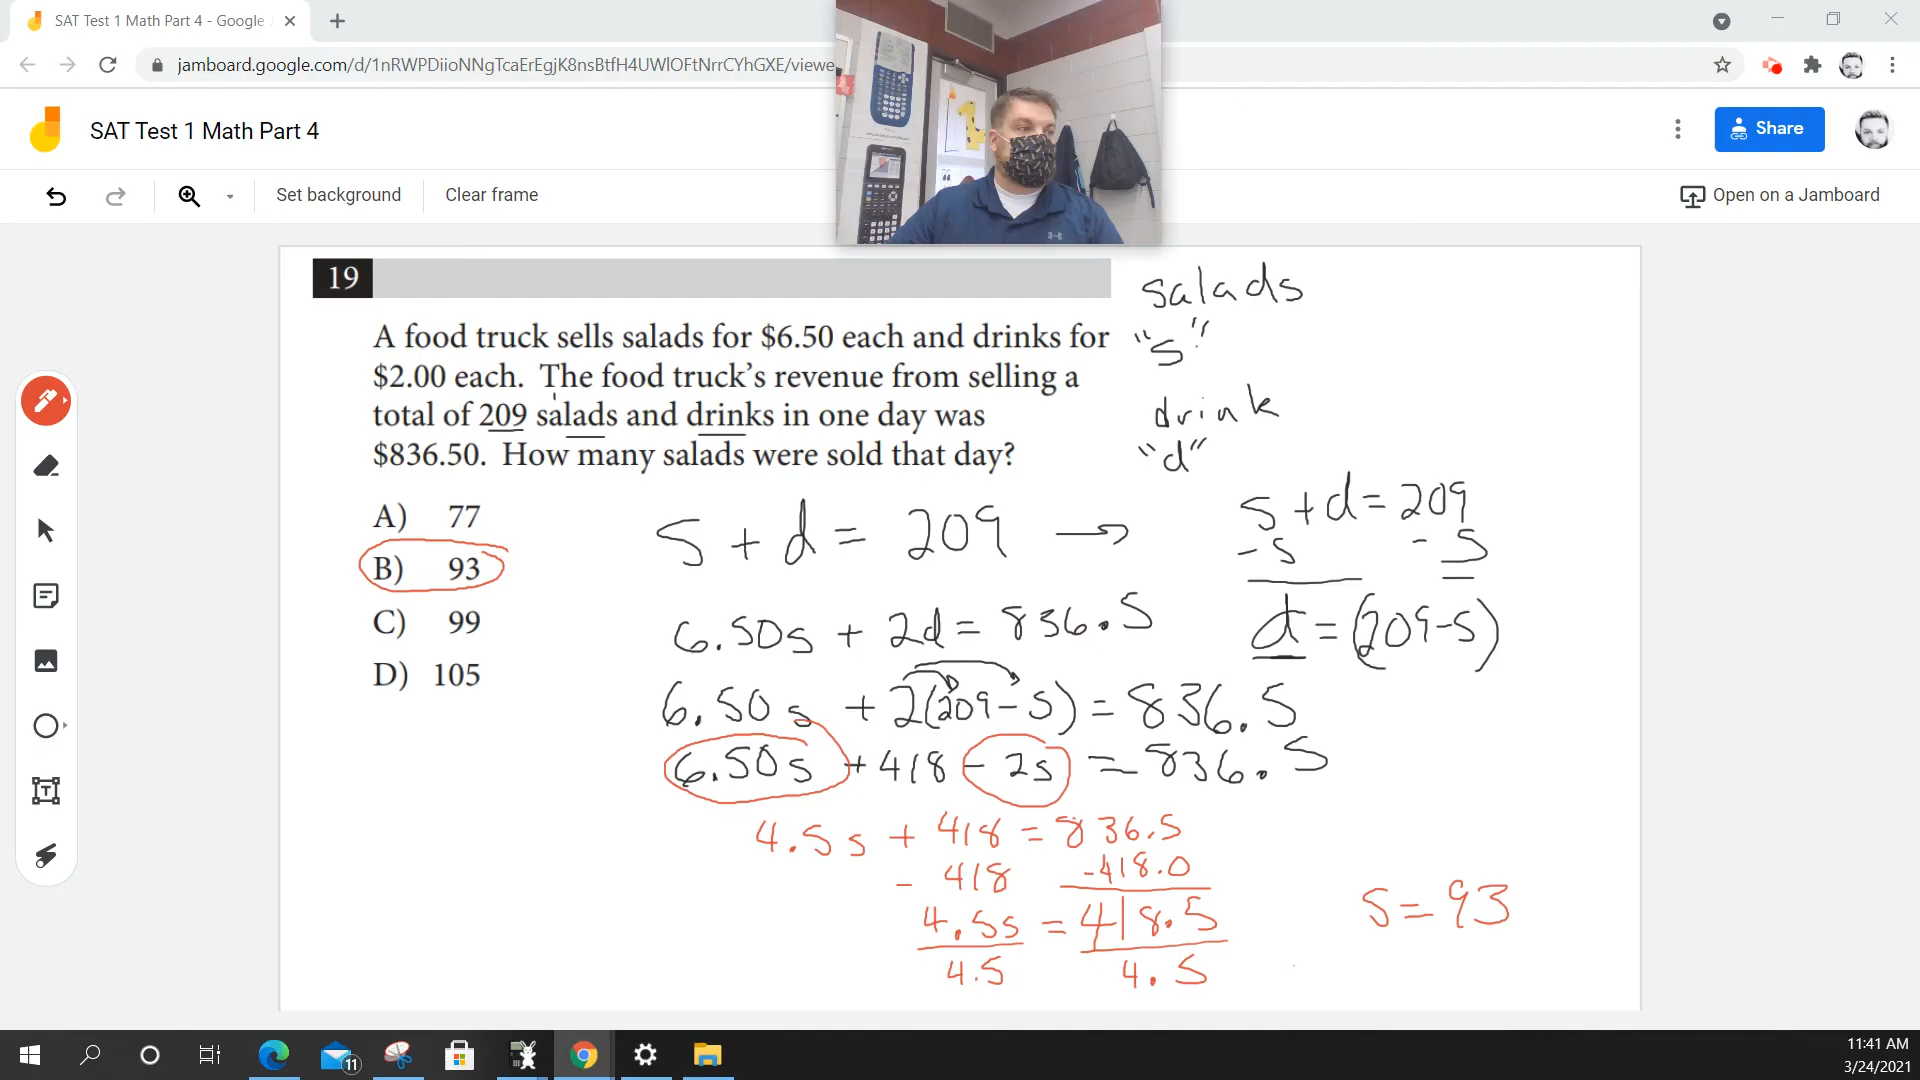 SAT Test 1 Math Part 4 - Google
jamboard.google.com/d/1nRWPDiioNNgTcaErEgjK8nsBtfH4UWlOFtNrrCYhGXE/viewe
SAT Test 1 Math Part 4
Share
Set background
Clear frame
Open on a Jamboard
19
A food truck sells salads for $6.50 each and drinks for
$2.00 each. The food truck's revenue from selling a
total of 209 salads and drinks in one day was
$836.50. How many salads were sold that day?
A) 77
B) 93
C) 99
D) 105
salads
"s"
drink
"d"
s + d = 209 →
s + d = 209
- s - s
d = (209 - s)
6.50s + 2d = 836.5
6.50s + 2(209 - s) = 836.5
6.50s + 418 - 2s = 836.5
4.5s + 418 = 836.5
- 418 -418.0
4.5s = 418.5
4.5 4.5
s = 93
11
11:41 AM
3/24/2021